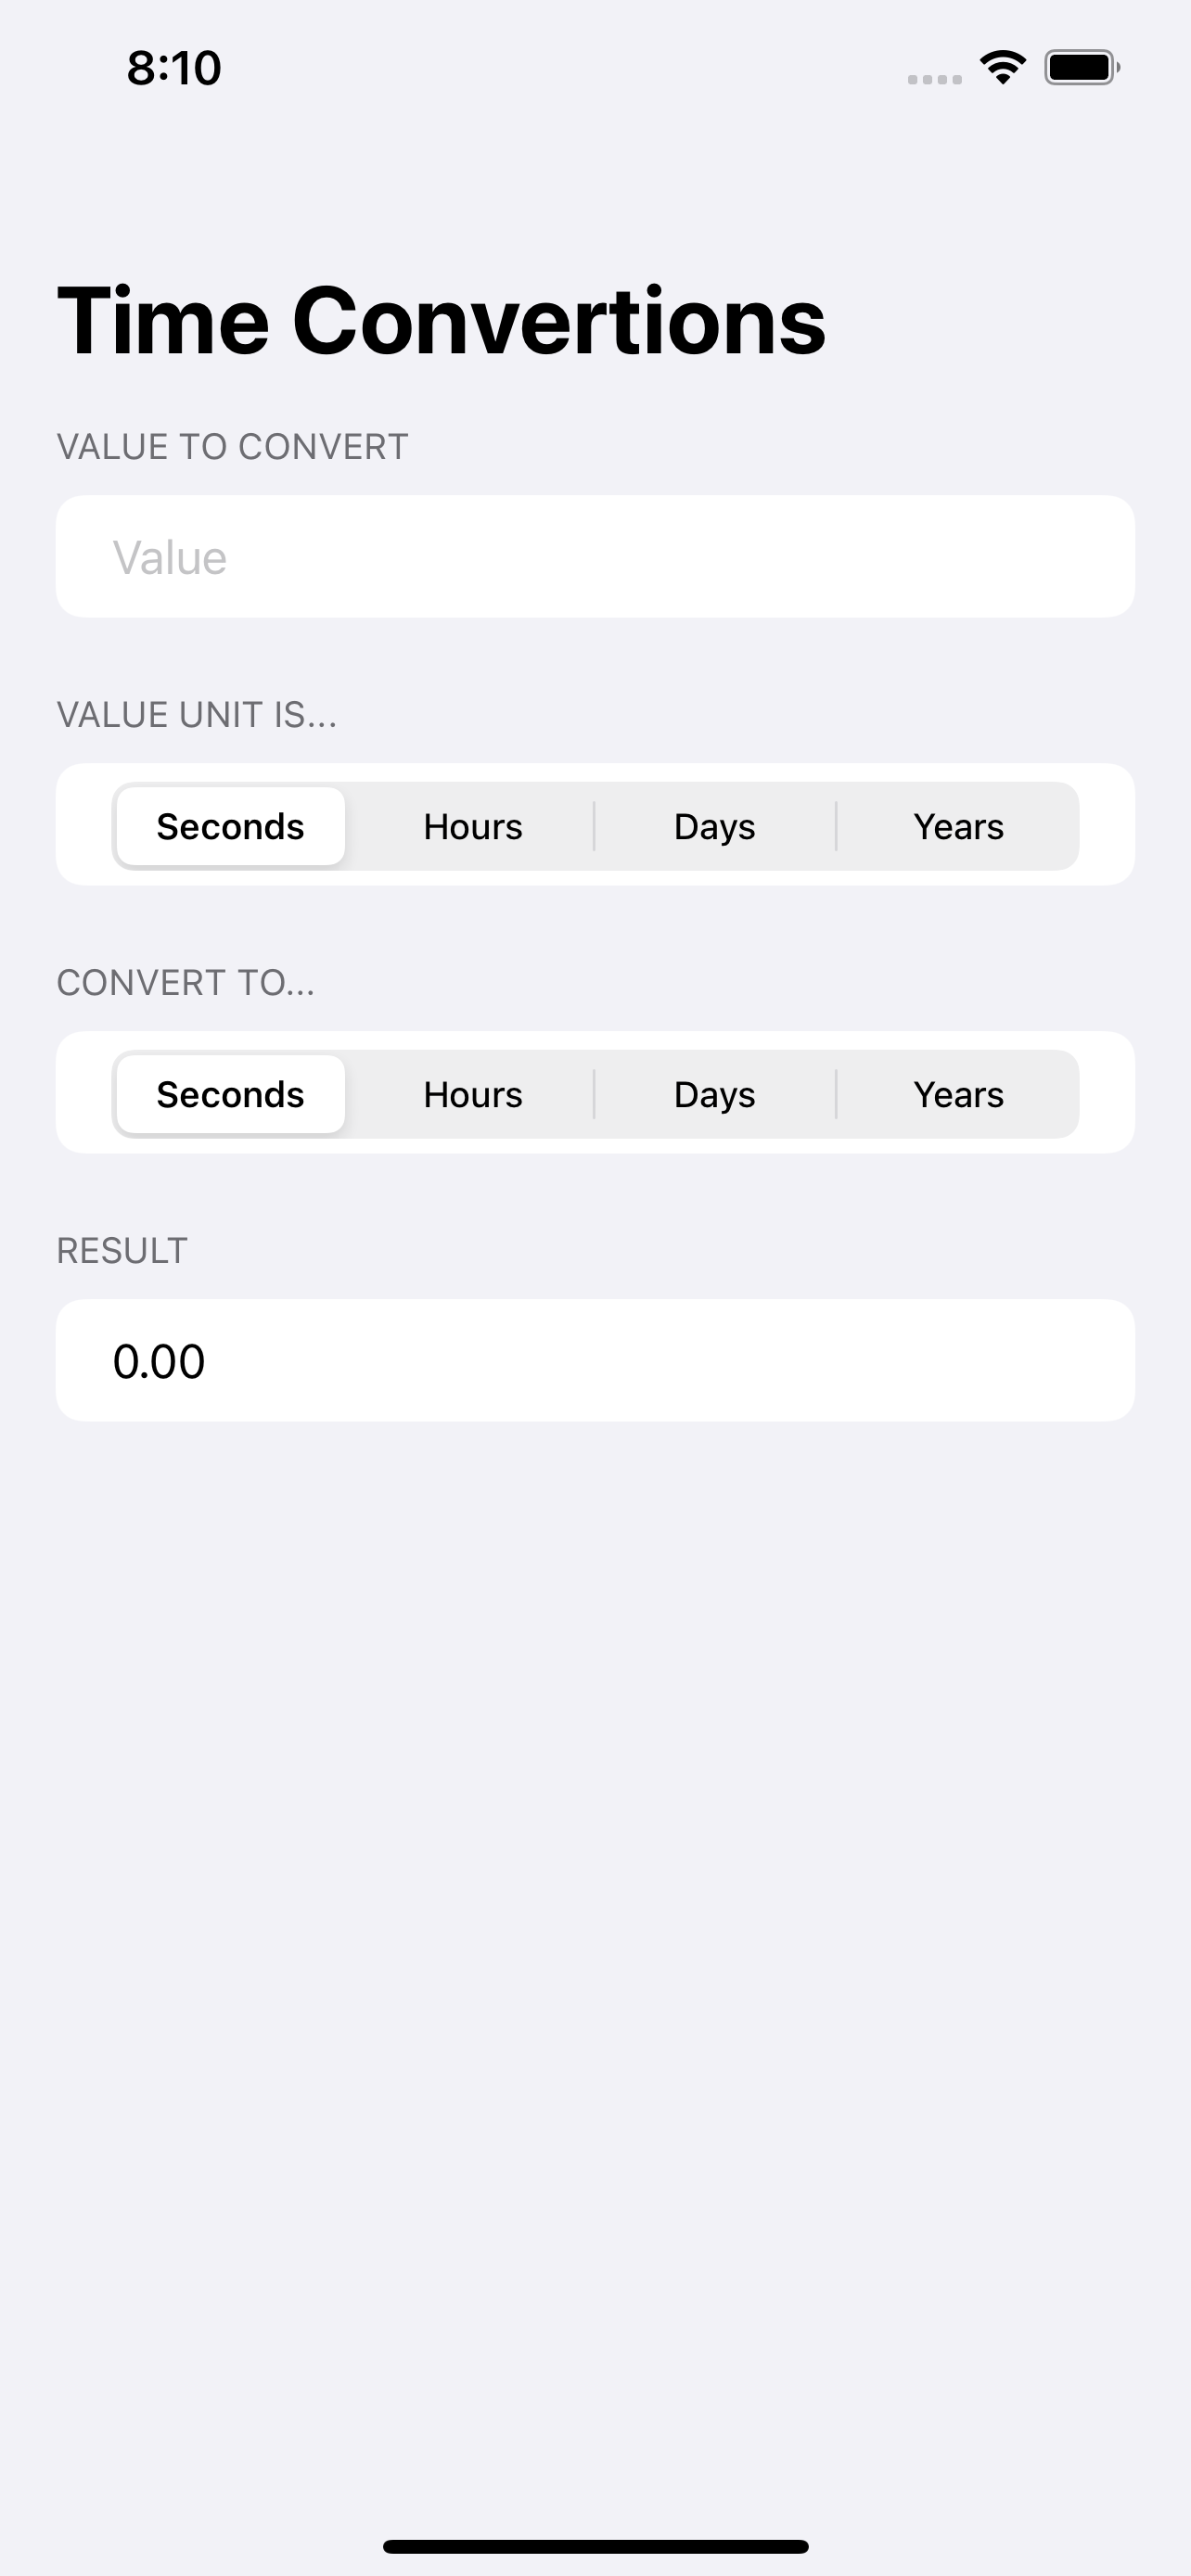 8:10
Time Convertions
VALUE TO CONVERT
Value
VALUE UNIT IS...
Seconds Hours Days Years
CONVERT TO...
Seconds Hours Days Years
RESULT
0.00